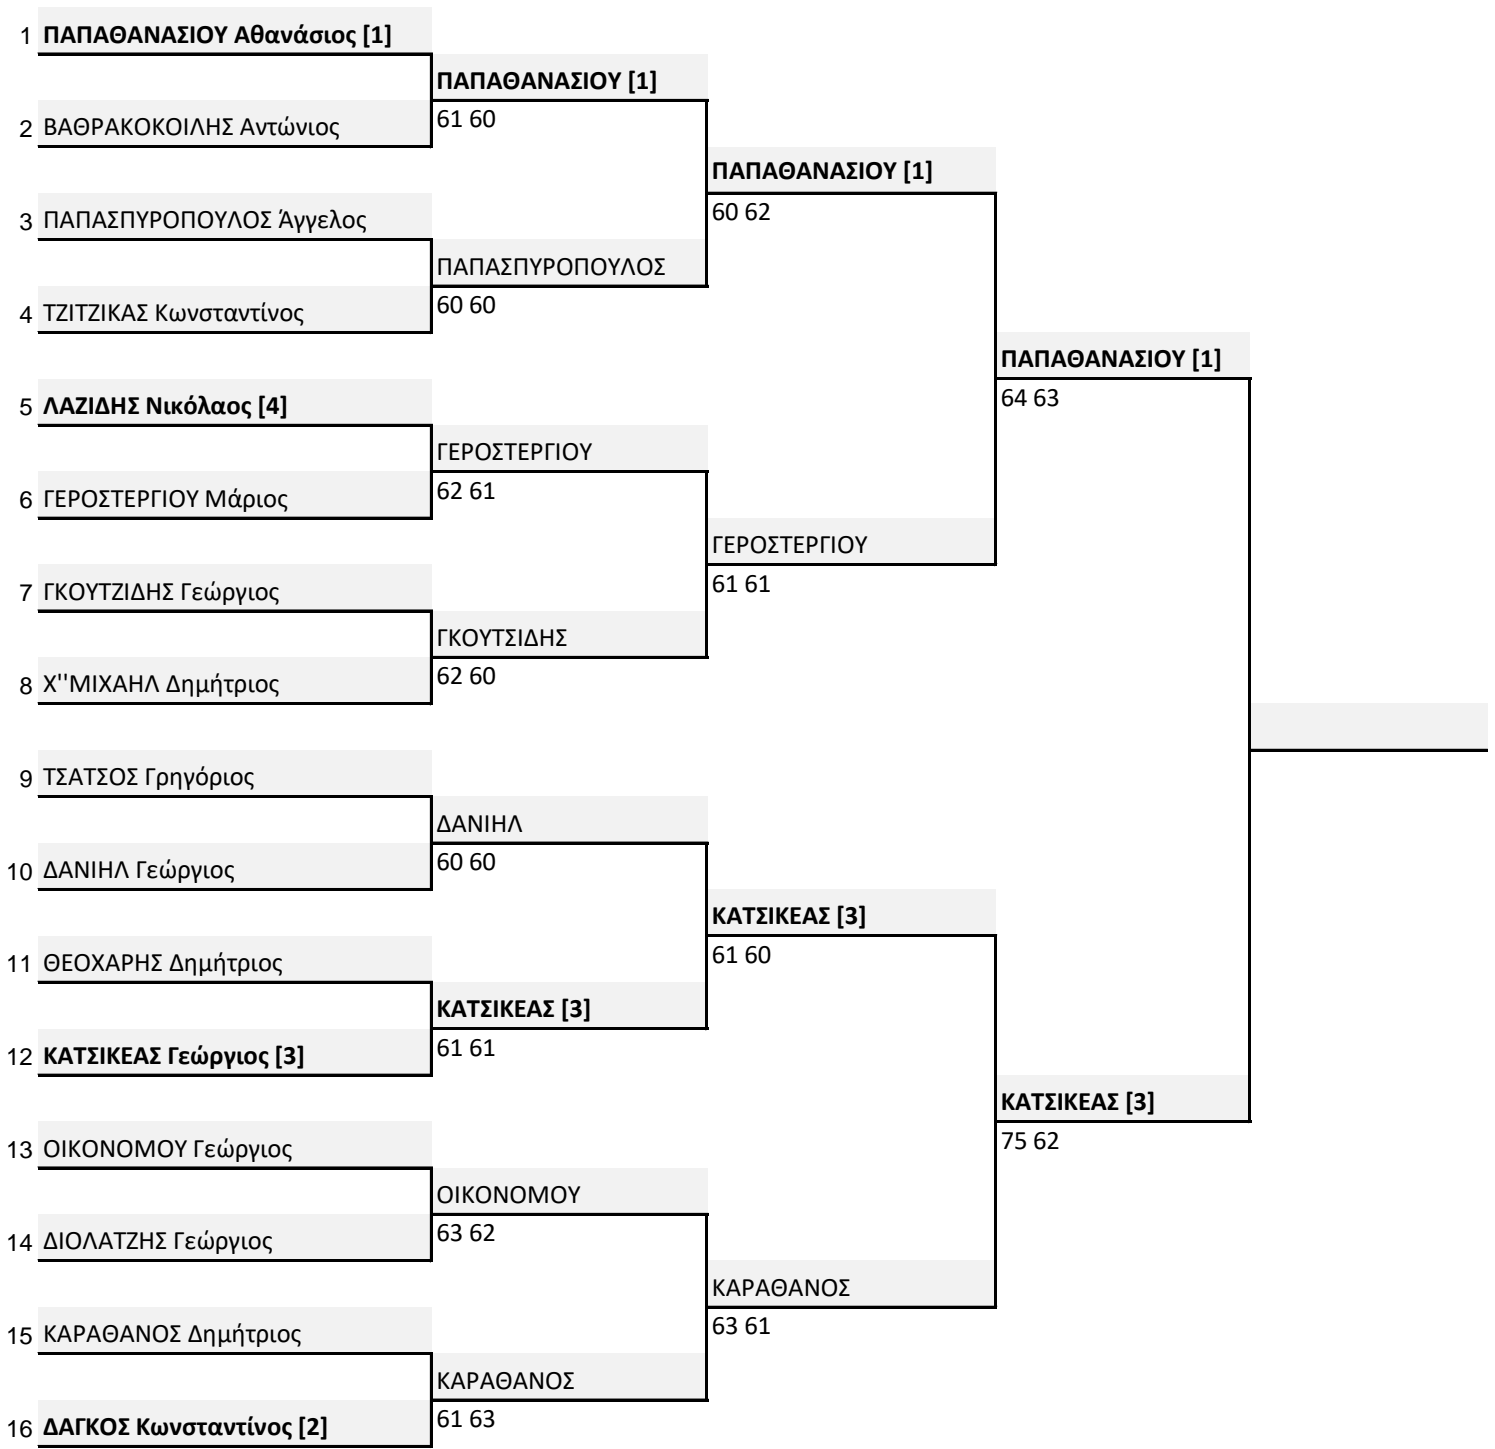 1 ΠΑΠΑΘΑΝΑΣΙΟΥ Αθανάσιος [1]
ΠΑΠΑΘΑΝΑΣΙΟΥ [1]
2 ΒΑΘΡΑΚΟΚΟΙΛΗΣ Αντώνιος
61 60
ΠΑΠΑΘΑΝΑΣΙΟΥ [1]
3 ΠΑΠΑΣΠΥΡΟΠΟΥΛΟΣ Άγγελος
60 62
ΠΑΠΑΣΠΥΡΟΠΟΥΛΟΣ
4 ΤΖΙΤΖΙΚΑΣ Κωνσταντίνος
60 60
ΠΑΠΑΘΑΝΑΣΙΟΥ [1]
5 ΛΑΖΙΔΗΣ Νικόλαος [4]
64 63
ΓΕΡΟΣΤΕΡΓΙΟΥ
6 ΓΕΡΟΣΤΕΡΓΙΟΥ Μάριος
62 61
ΓΕΡΟΣΤΕΡΓΙΟΥ
7 ΓΚΟΥΤΖΙΔΗΣ Γεώργιος
61 61
ΓΚΟΥΤΣΙΔΗΣ
8 Χ''ΜΙΧΑΗΛ Δημήτριος
62 60
9 ΤΣΑΤΣΟΣ Γρηγόριος
ΔΑΝΙΗΛ
10 ΔΑΝΙΗΛ Γεώργιος
60 60
ΚΑΤΣΙΚΕΑΣ [3]
11 ΘΕΟΧΑΡΗΣ Δημήτριος
61 60
ΚΑΤΣΙΚΕΑΣ [3]
12 ΚΑΤΣΙΚΕΑΣ Γεώργιος [3]
61 61
ΚΑΤΣΙΚΕΑΣ [3]
13 ΟΙΚΟΝΟΜΟΥ Γεώργιος
75 62
ΟΙΚΟΝΟΜΟΥ
14 ΔΙΟΛΑΤΖΗΣ Γεώργιος
63 62
ΚΑΡΑΘΑΝΟΣ
15 ΚΑΡΑΘΑΝΟΣ Δημήτριος
63 61
ΚΑΡΑΘΑΝΟΣ
16 ΔΑΓΚΟΣ Κωνσταντίνος [2]
61 63